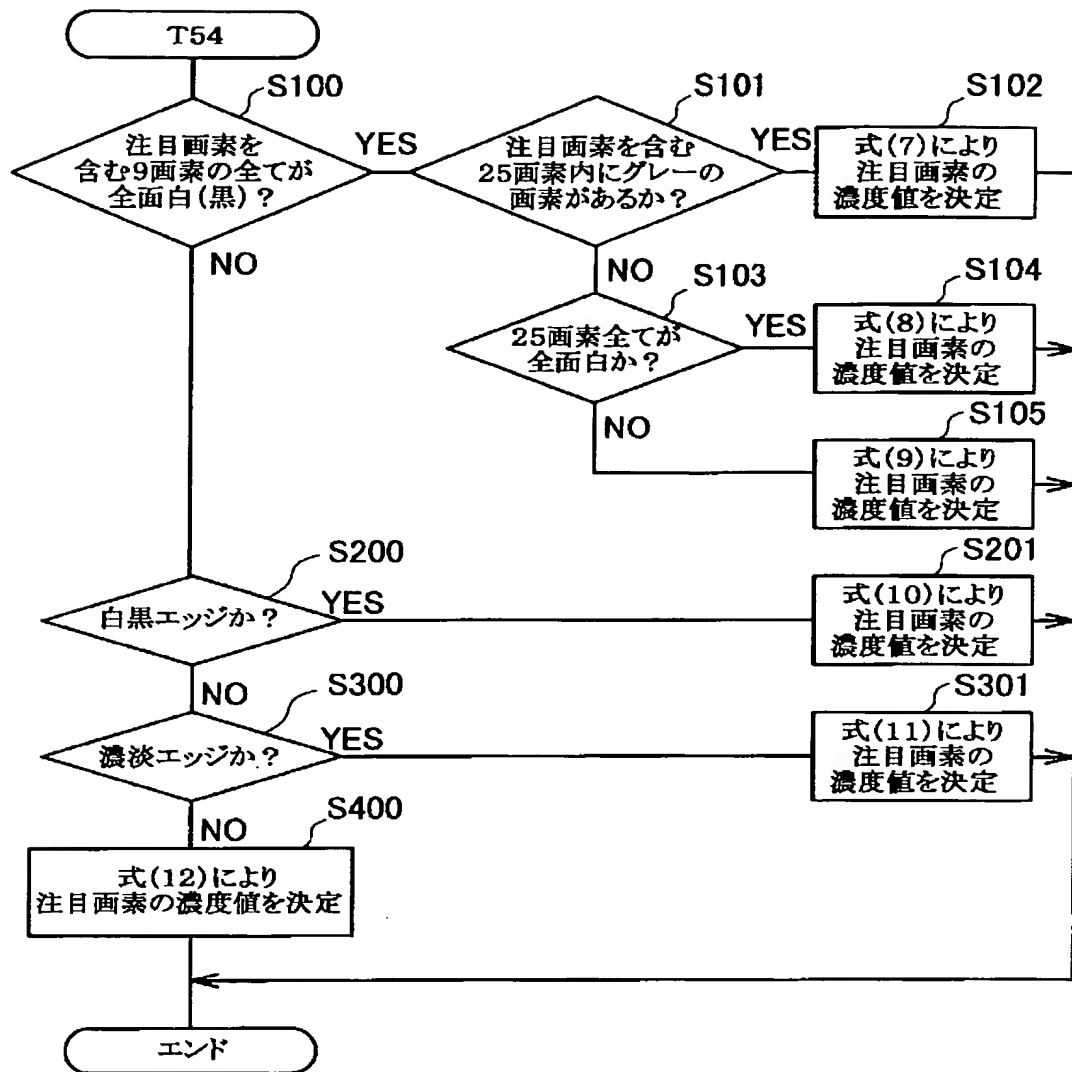 T54
S100
注目画素を
含む9画素の全てが
全面白(黒)?
YES
NO
S101
注目画素を含む
25画素内にグレーの
画素があるか?
YES
NO
S102
式(7)により
注目画素の
濃度値を決定
S103
25画素全てが
全面白か?
YES
NO
S104
式(8)により
注目画素の
濃度値を決定
S105
式(9)により
注目画素の
濃度値を決定
S200
白黒エッジか?
YES
NO
S201
式(10)により
注目画素の
濃度値を決定
S300
濃淡エッジか?
YES
NO
S301
式(11)により
注目画素の
濃度値を決定
S400
式(12)により
注目画素の濃度値を決定
エンド